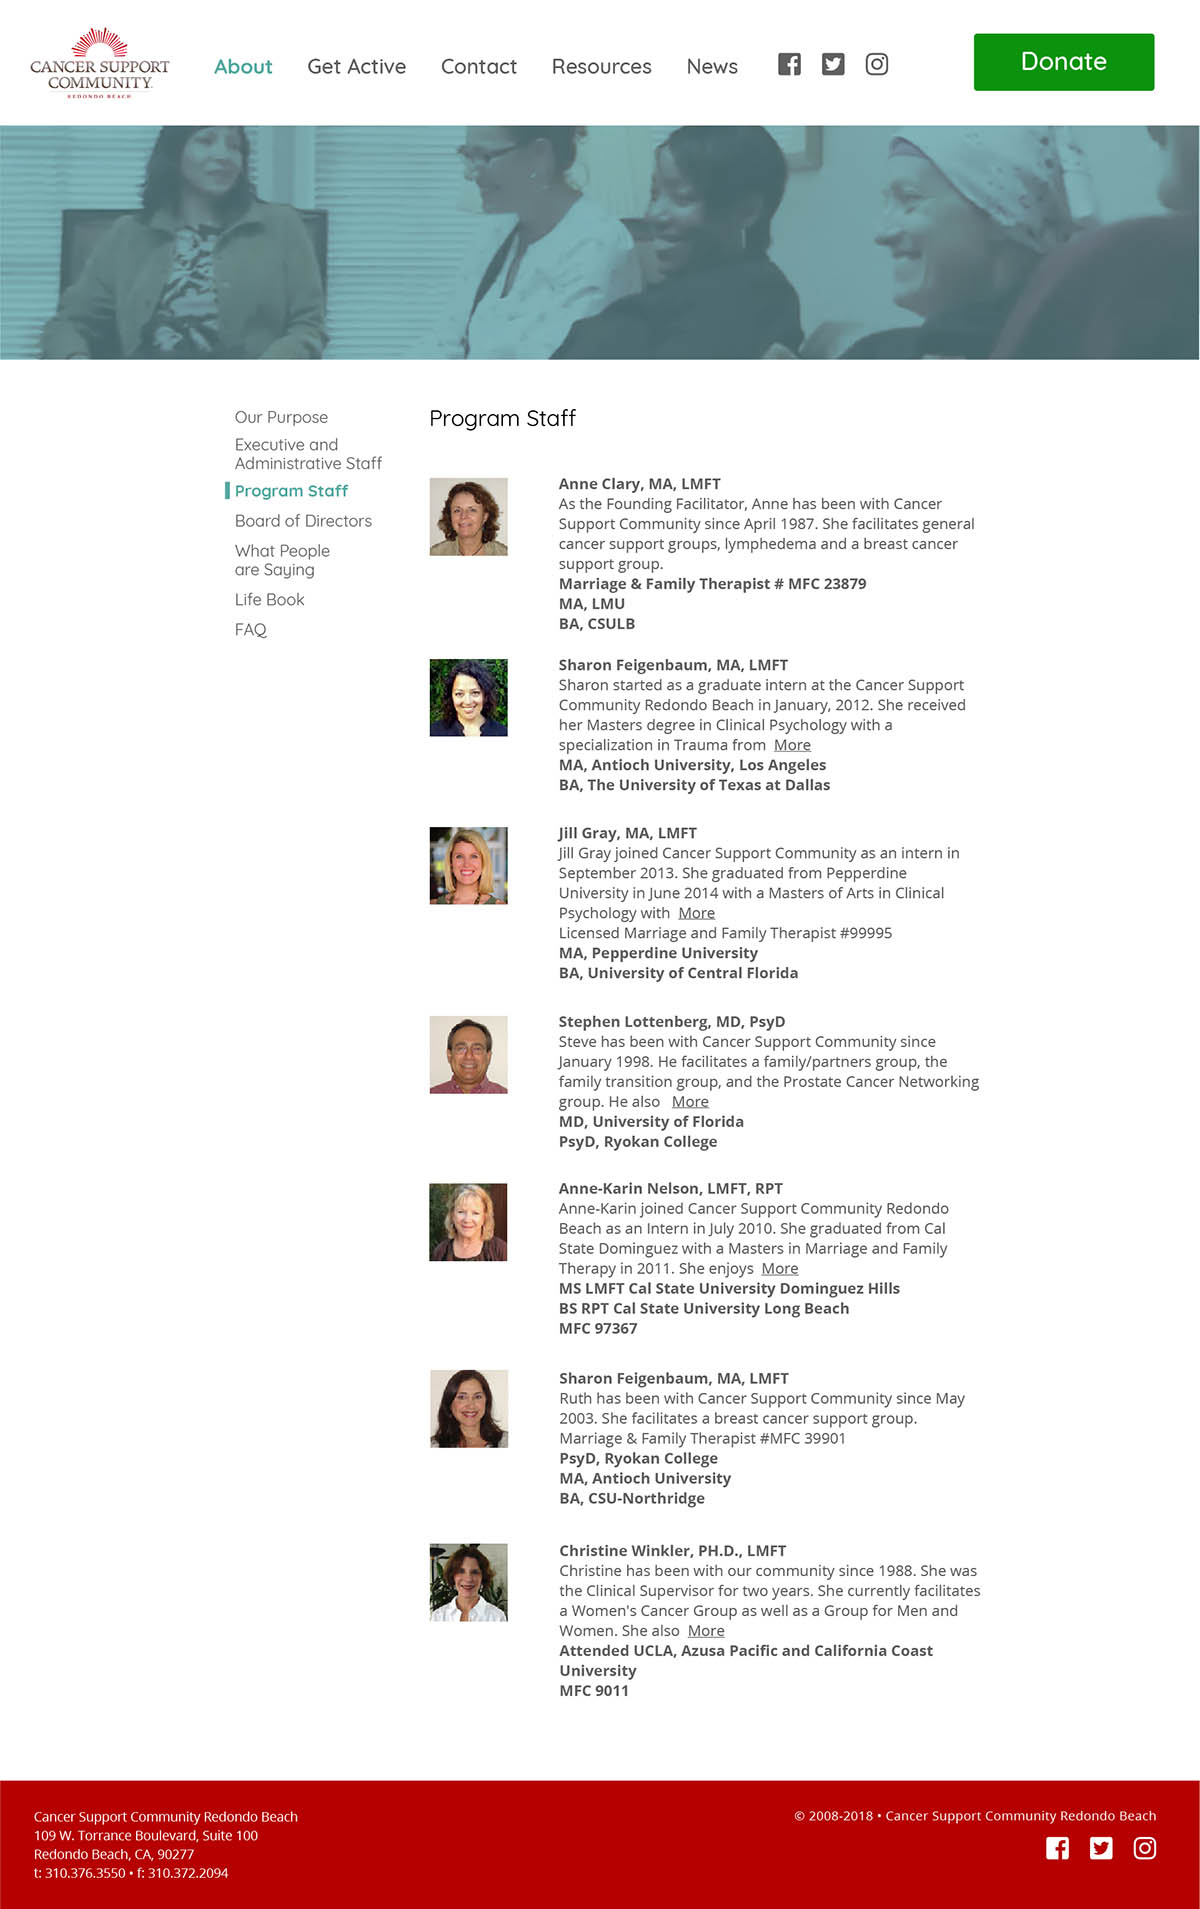 CANCER SUPPORT
COMMUNITY
REDONDO BEACH
About Get Active Contact Resources News
Donate
Our Purpose
Executive and
Administrative Staff
Program Staff
Board of Directors
What People
are Saying
Life Book
FAQ
Program Staff
Anne Clary, MA, LMFT
As the Founding Facilitator, Anne has been with Cancer
Support Community since April 1987. She facilitates general
cancer support groups, lymphedema and a breast cancer
support group.
Marriage & Family Therapist # MFC 23879
MA, LMU
BA, CSULB
Sharon Feigenbaum, MA, LMFT
Sharon started as a graduate intern at the Cancer Support
Community Redondo Beach in January, 2012. She received
her Masters degree in Clinical Psychology with a
specialization in Trauma from More
MA, Antioch University, Los Angeles
BA, The University of Texas at Dallas
Jill Gray, MA, LMFT
Jill Gray joined Cancer Support Community as an intern in
September 2013. She graduated from Pepperdine
University in June 2014 with a Masters of Arts in Clinical
Psychology with More
Licensed Marriage and Family Therapist #99995
MA, Pepperdine University
BA, University of Central Florida
Stephen Lottenberg, MD, PsyD
Steve has been with Cancer Support Community since
January 1998. He facilitates a family/partners group, the
family transition group, and the Prostate Cancer Networking
group. He also More
MD, University of Florida
PsyD, Ryokan College
Anne-Karin Nelson, LMFT, RPT
Anne-Karin joined Cancer Support Community Redondo
Beach as an Intern in July 2010. She graduated from Cal
State Dominguez with a Masters in Marriage and Family
Therapy in 2011. She enjoys More
MS LMFT Cal State University Dominguez Hills
BS RPT Cal State University Long Beach
MFC 97367
Sharon Feigenbaum, MA, LMFT
Ruth has been with Cancer Support Community since May
2003. She facilitates a breast cancer support group.
Marriage & Family Therapist #MFC 39901
PsyD, Ryokan College
MA, Antioch University
BA, CSU-Northridge
Christine Winkler, PH.D., LMFT
Christine has been with our community since 1988. She was
the Clinical Supervisor for two years. She currently facilitates
a Women's Cancer Group as well as a Group for Men and
Women. She also More
Attended UCLA, Azusa Pacific and California Coast
University
MFC 9011
Cancer Support Community Redondo Beach
109 W. Torrance Boulevard, Suite 100
Redondo Beach, CA, 90277
t: 310.376.3550 • f: 310.372.2094
© 2008-2018 • Cancer Support Community Redondo Beach